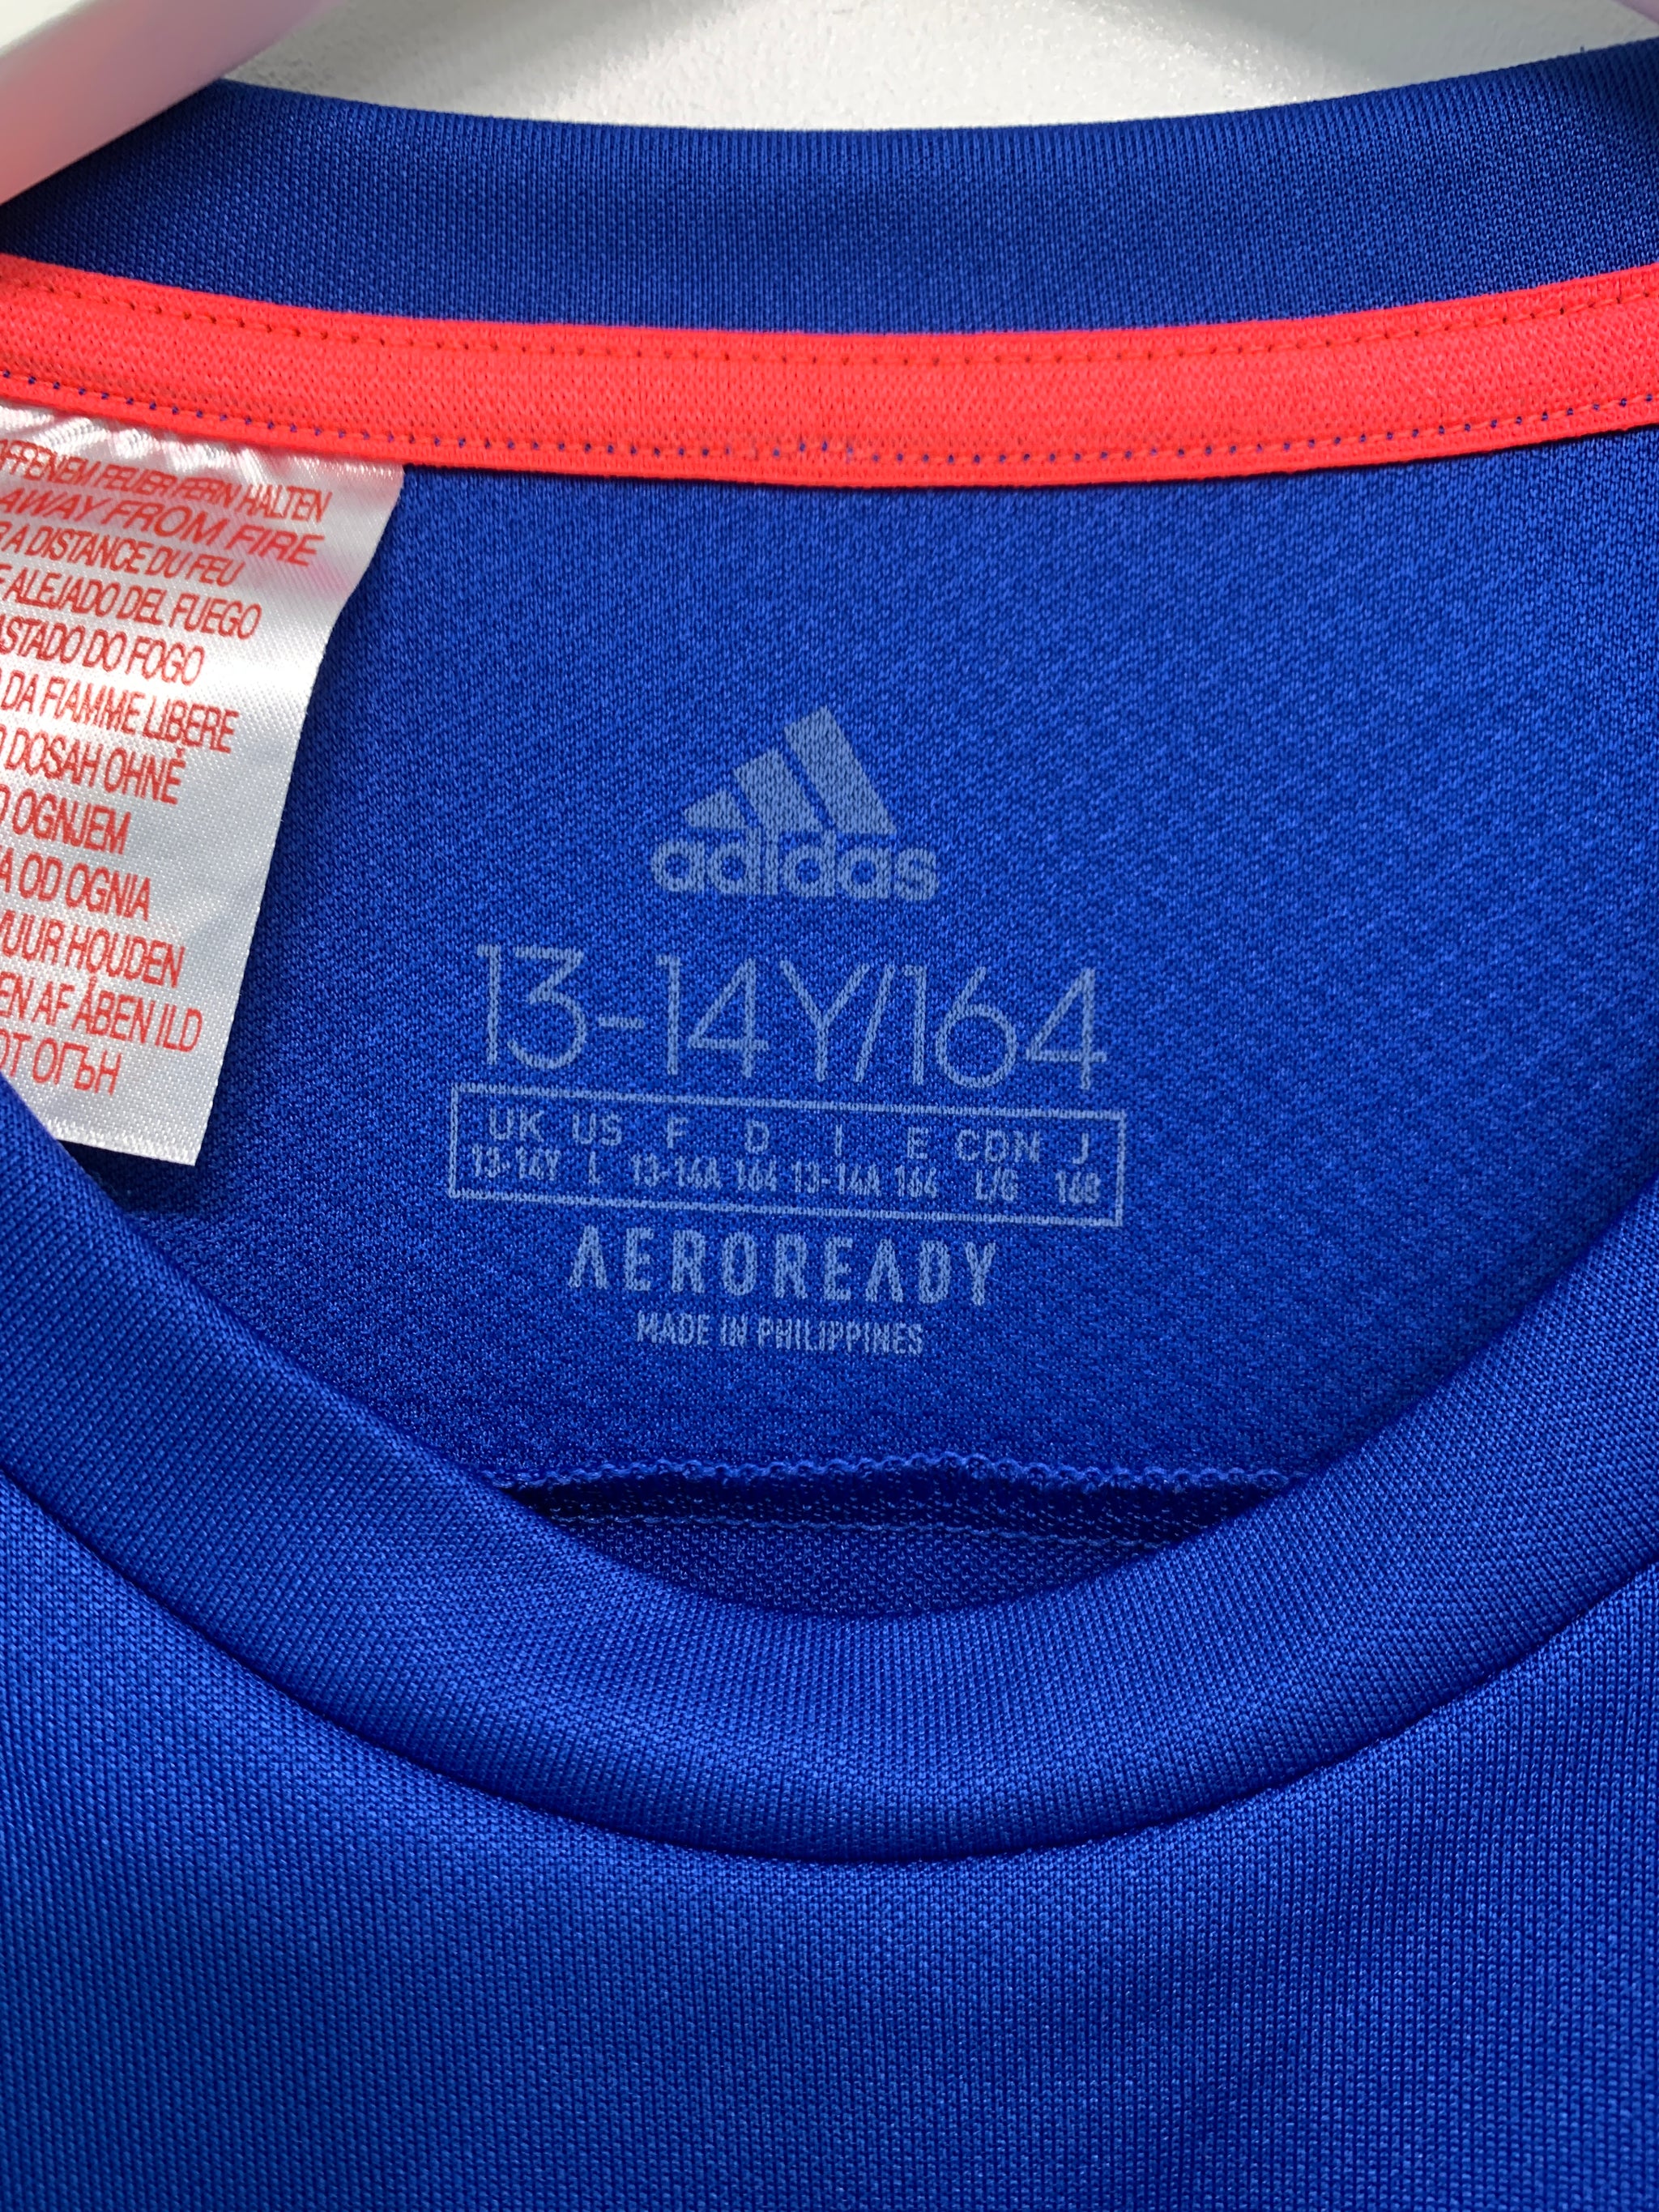 FFENEM FEUER FERN HALTEN
AWAY FROM FIRE
A DISTANCE DU FEU
ALEJADO DEL FUEGO
ASTADO DO FOGO
DA FIAMME LIBERE
DOSAH OHNĚ
OGNJEM
OD OGNIA
VUUR HOUDEN
EN AF ÅBEN ILD
ОТ ОГЪН
adidas
13-14Y/164
UK US F D I E CDN J
13-14Y L 13-14A 164 13-14A 164 L/G 160
AEROREADY
MADE IN PHILIPPINES